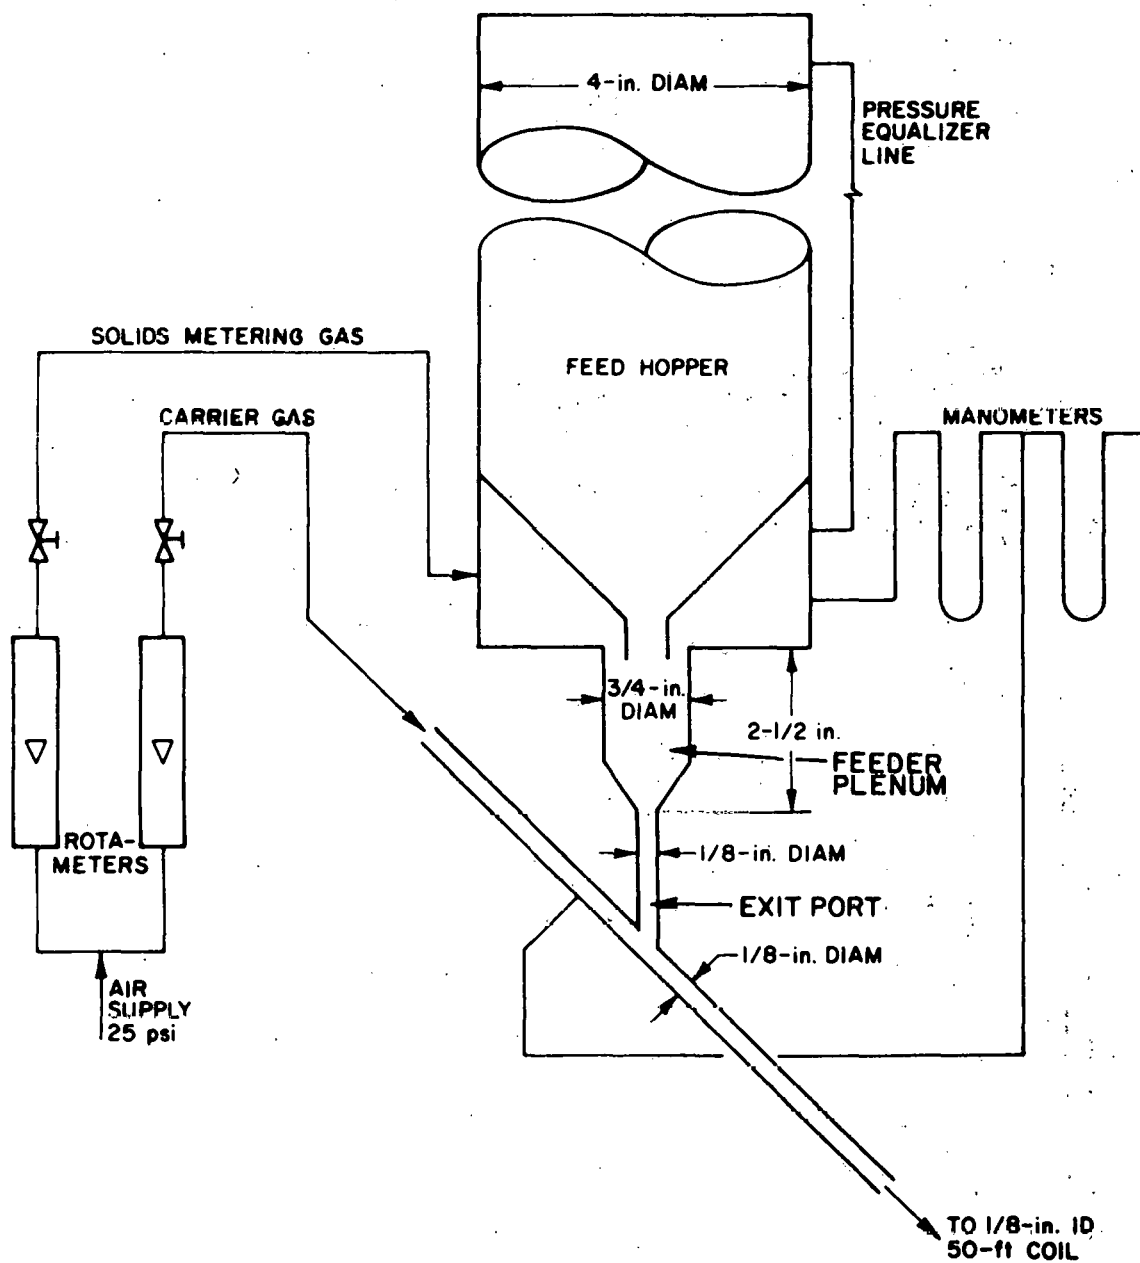 4-in. DIAM
PRESSURE
EQUALIZER
LINE
SOLIDS METERING GAS
FEED HOPPER
CARRIER GAS
MANOMETERS
3/4-in.
DIAM
2-1/2 in.
FEEDER
PLENUM
ROTA-
METERS
1/8-in. DIAM
EXIT PORT
1/8-in. DIAM
AIR
SUPPLY
25 psi
TO 1/8-in. ID
50-ft COIL